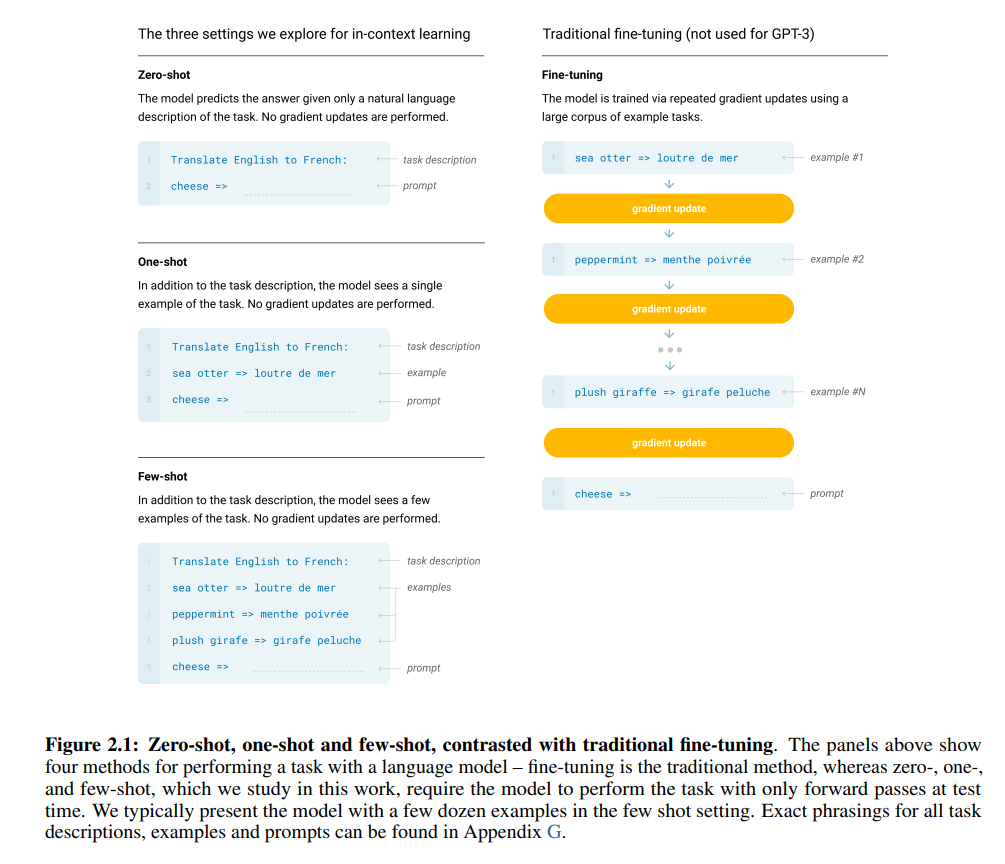 The three settings we explore for in-context learning
Zero-shot
The model predicts the answer given only a natural language
description of the task. No gradient updates are performed.
1 Translate English to French: task description
2 cheese => prompt
One-shot
In addition to the task description, the model sees a single
example of the task. No gradient updates are performed.
1 Translate English to French: task description
2 sea otter => loutre de mer example
3 cheese => prompt
Few-shot
In addition to the task description, the model sees a few
examples of the task. No gradient updates are performed.
1 Translate English to French: task description
sea otter => loutre de mer examples
3 peppermint => menthe poivrée
4 plush girafe => girafe peluche
cheese => prompt
Traditional fine-tuning (not used for GPT-3)
Fine-tuning
The model is trained via repeated gradient updates using a
large corpus of example tasks.
1 sea otter => loutre de mer example #1
gradient update
1 peppermint => menthe poivrée example #2
gradient update
1 plush giraffe => girafe peluche example #N
gradient update
1 cheese => prompt
Figure 2.1: Zero-shot, one-shot and few-shot, contrasted with traditional fine-tuning. The panels above show
four methods for performing a task with a language model – fine-tuning is the traditional method, whereas zero-, one-,
and few-shot, which we study in this work, require the model to perform the task with only forward passes at test
time. We typically present the model with a few dozen examples in the few shot setting. Exact phrasings for all task
descriptions, examples and prompts can be found in Appendix G.